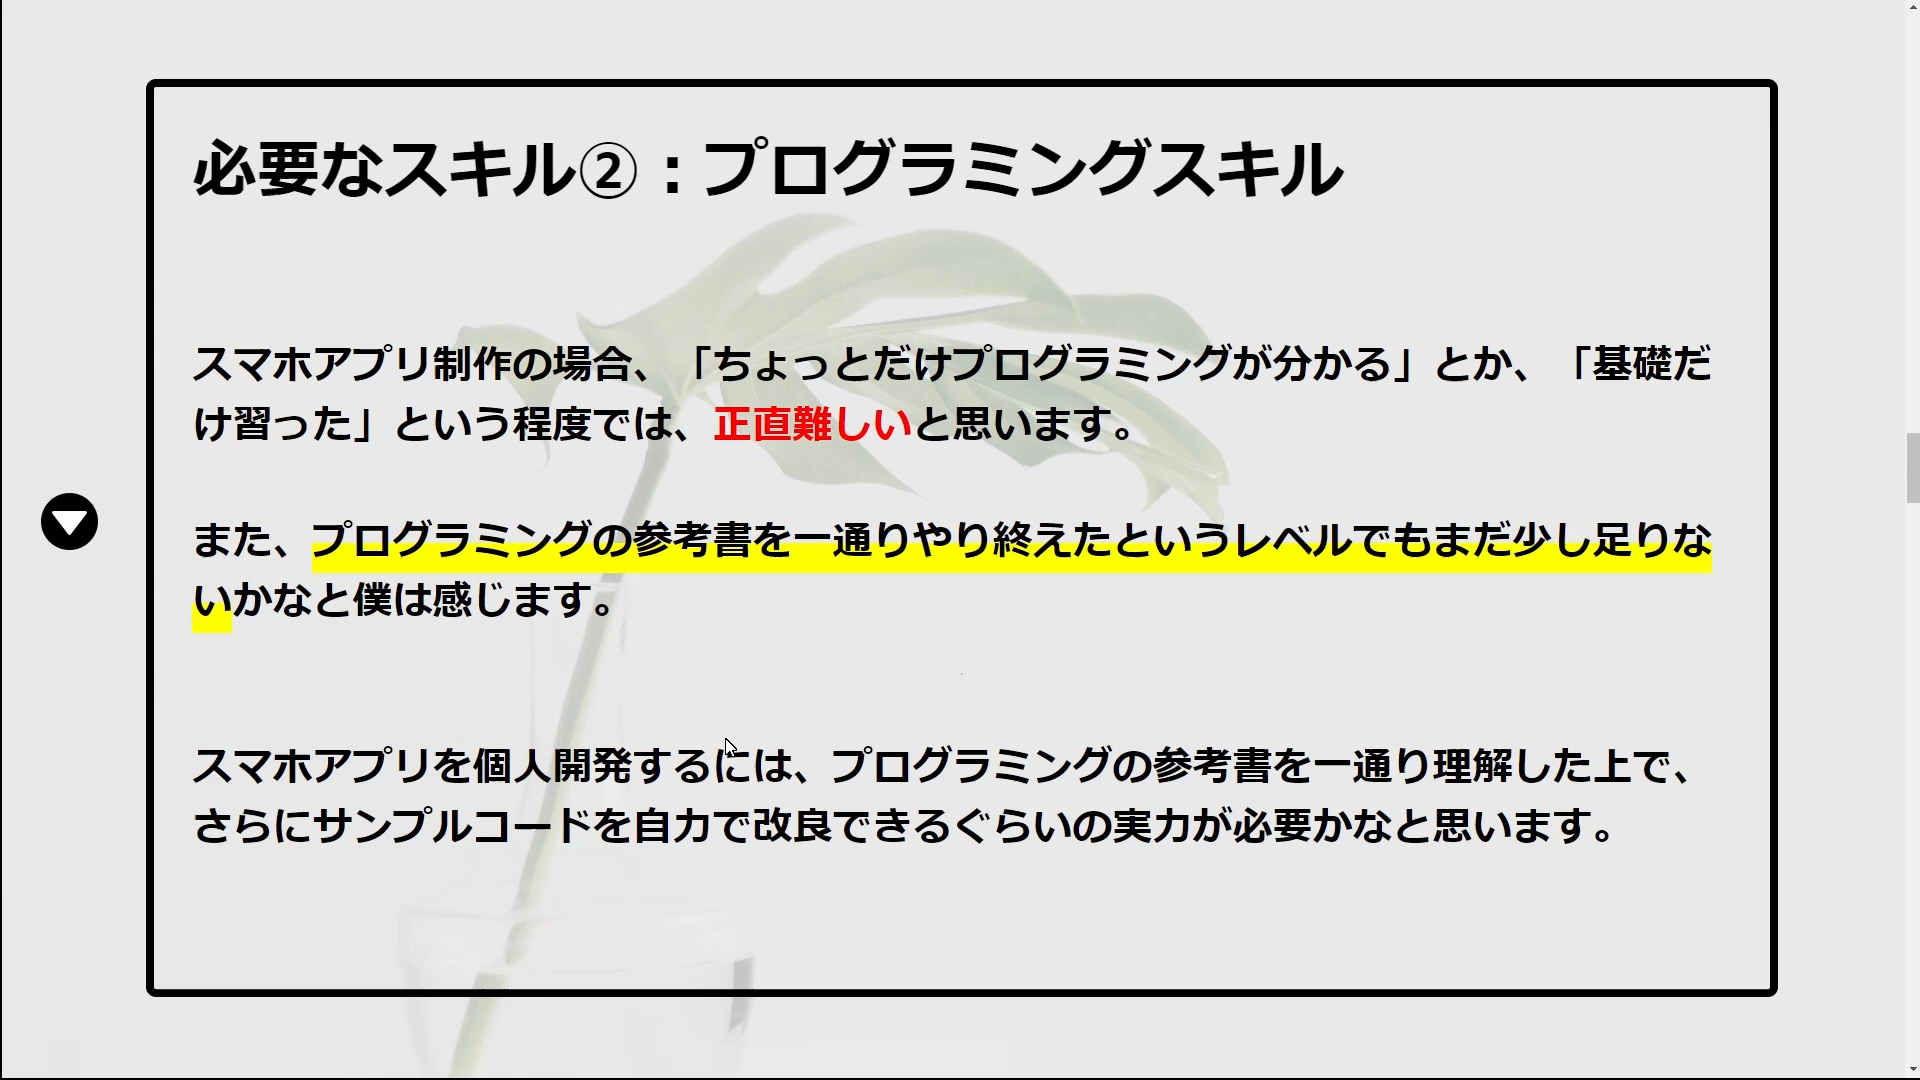 必要なスキル②：プログラミングスキル
スマホアプリ制作の場合、「ちょっとだけプログラミングが分かる」とか、「基礎だ
け習った」という程度では、正直難しいと思います。
また、プログラミングの参考書を一通りやり終えたというレベルでもまだ少し足りな
いかなと僕は感じます。
スマホアプリを個人開発するには、プログラミングの参考書を一通り理解した上で、
さらにサンプルコードを自力で改良できるぐらいの実力が必要かなと思います。